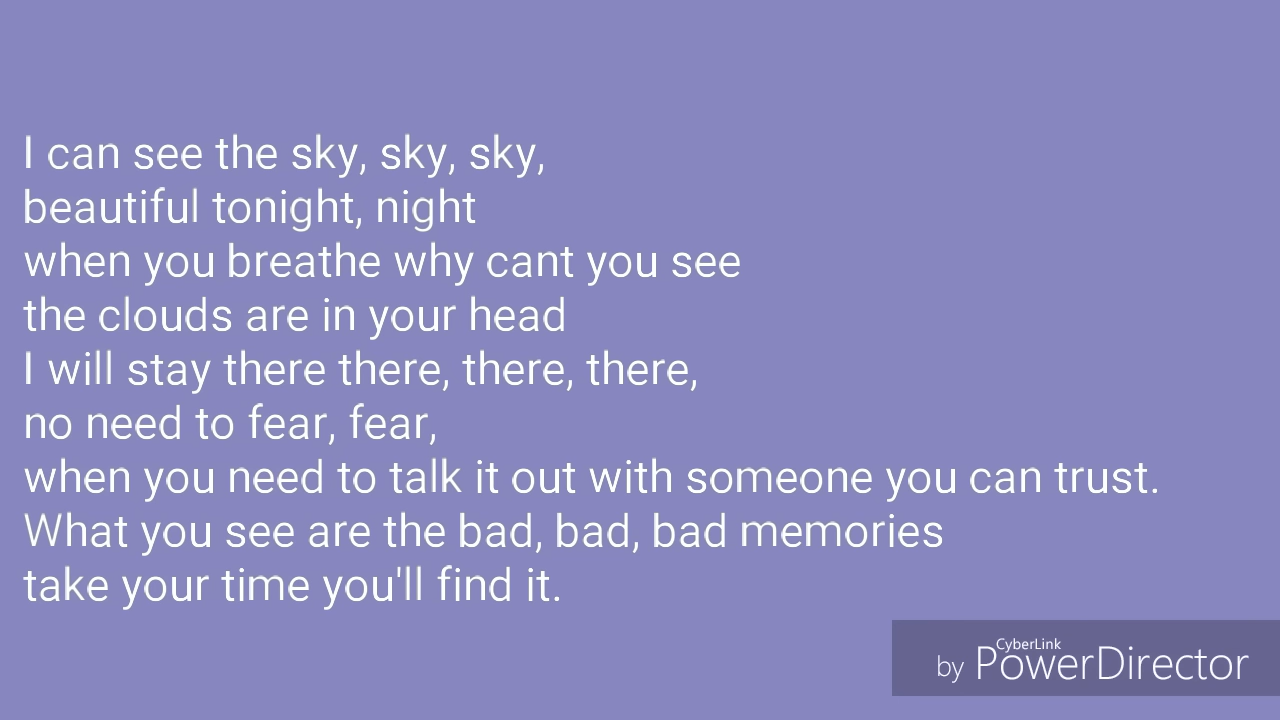 I can see the sky, sky, sky,
beautiful tonight, night
when you breathe why cant you see
the clouds are in your head
I will stay there there, there, there,
no need to fear, fear,
when you need to talk it out with someone you can trust.
What you see are the bad, bad, bad memories
take your time you'll find it.
CyberLink
by PowerDirector